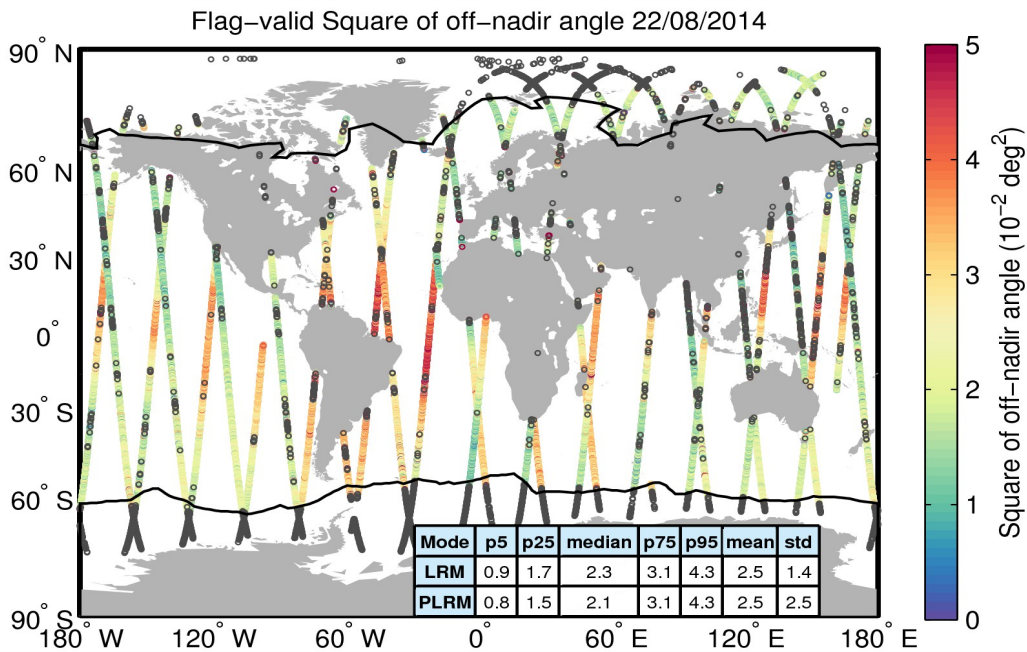 Flag−valid Square of off−nadir angle 22/08/2014
90° N
60° N
30° N
0°
30° S
60° S
90° S
180° W
120° W
60° W
0°
60° E
120° E
180° E
Mode p5 p25 median p75 p95 mean std
LRM 0.9 1.7 2.3 3.1 4.3 2.5 1.4
PLRM 0.8 1.5 2.1 3.1 4.3 2.5 2.5
5
4
3
2
1
0
Square of off−nadir angle (10⁻² deg²)